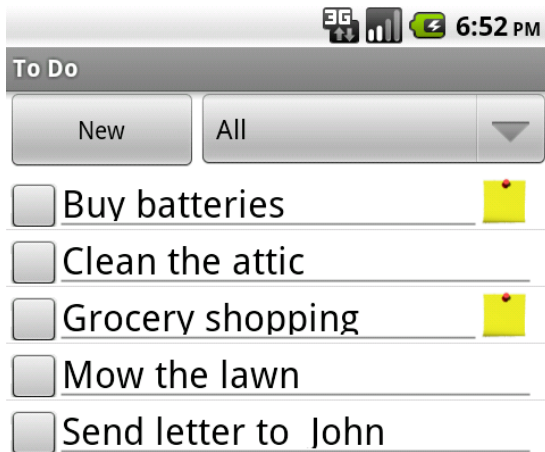 3G 6:52 PM
To Do
New All
Buy batteries
Clean the attic
Grocery shopping
Mow the lawn
Send letter to John